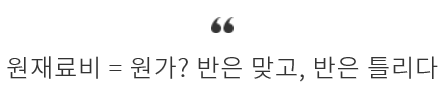 “
원재료비 = 원가? 반은 맞고, 반은 틀리다